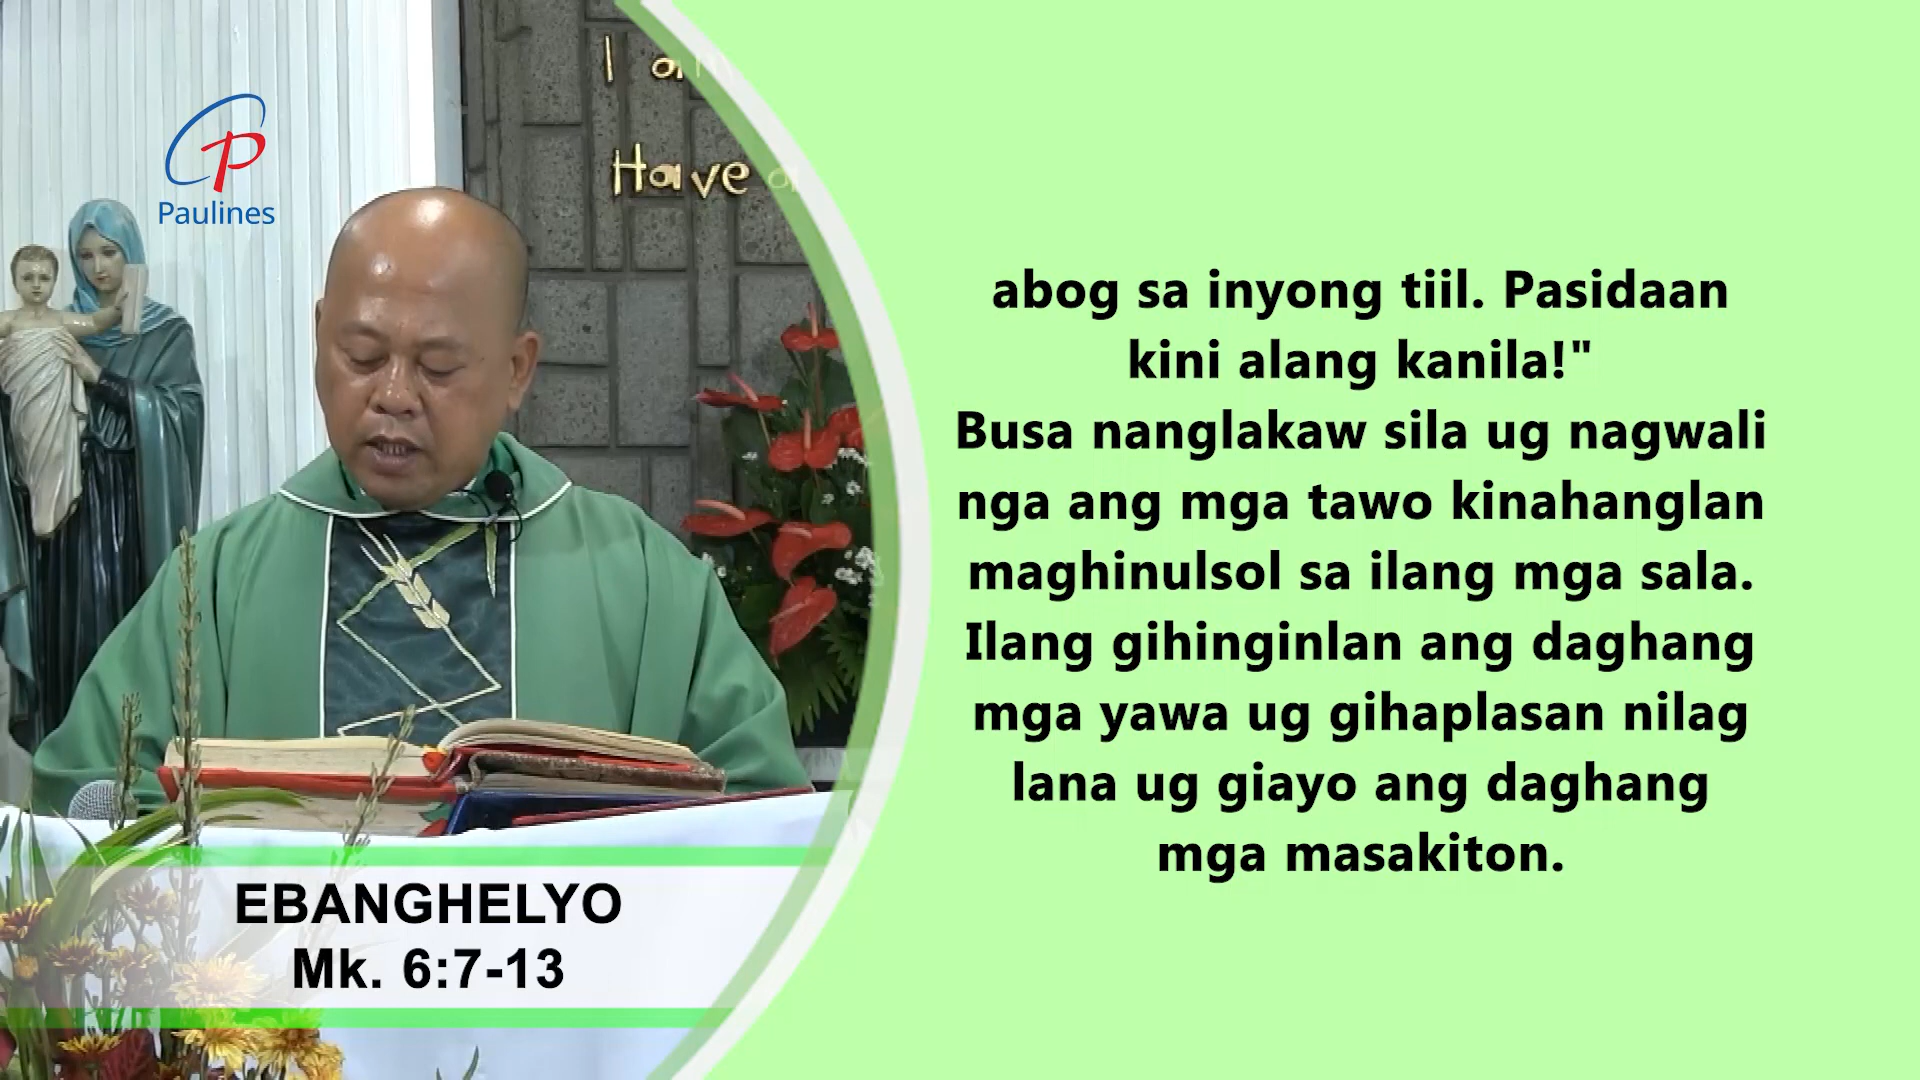 I am
Have
Paulines
abog sa inyong tiil. Pasidaan
kini alang kanila!"
Busa nanglakaw sila ug nagwali
nga ang mga tawo kinahanglan
maghinulsol sa ilang mga sala.
Ilang gihinginlan ang daghang
mga yawa ug gihaplasan nilag
lana ug giayo ang daghang
mga masakiton.
EBANGHELYO
Mk. 6:7-13